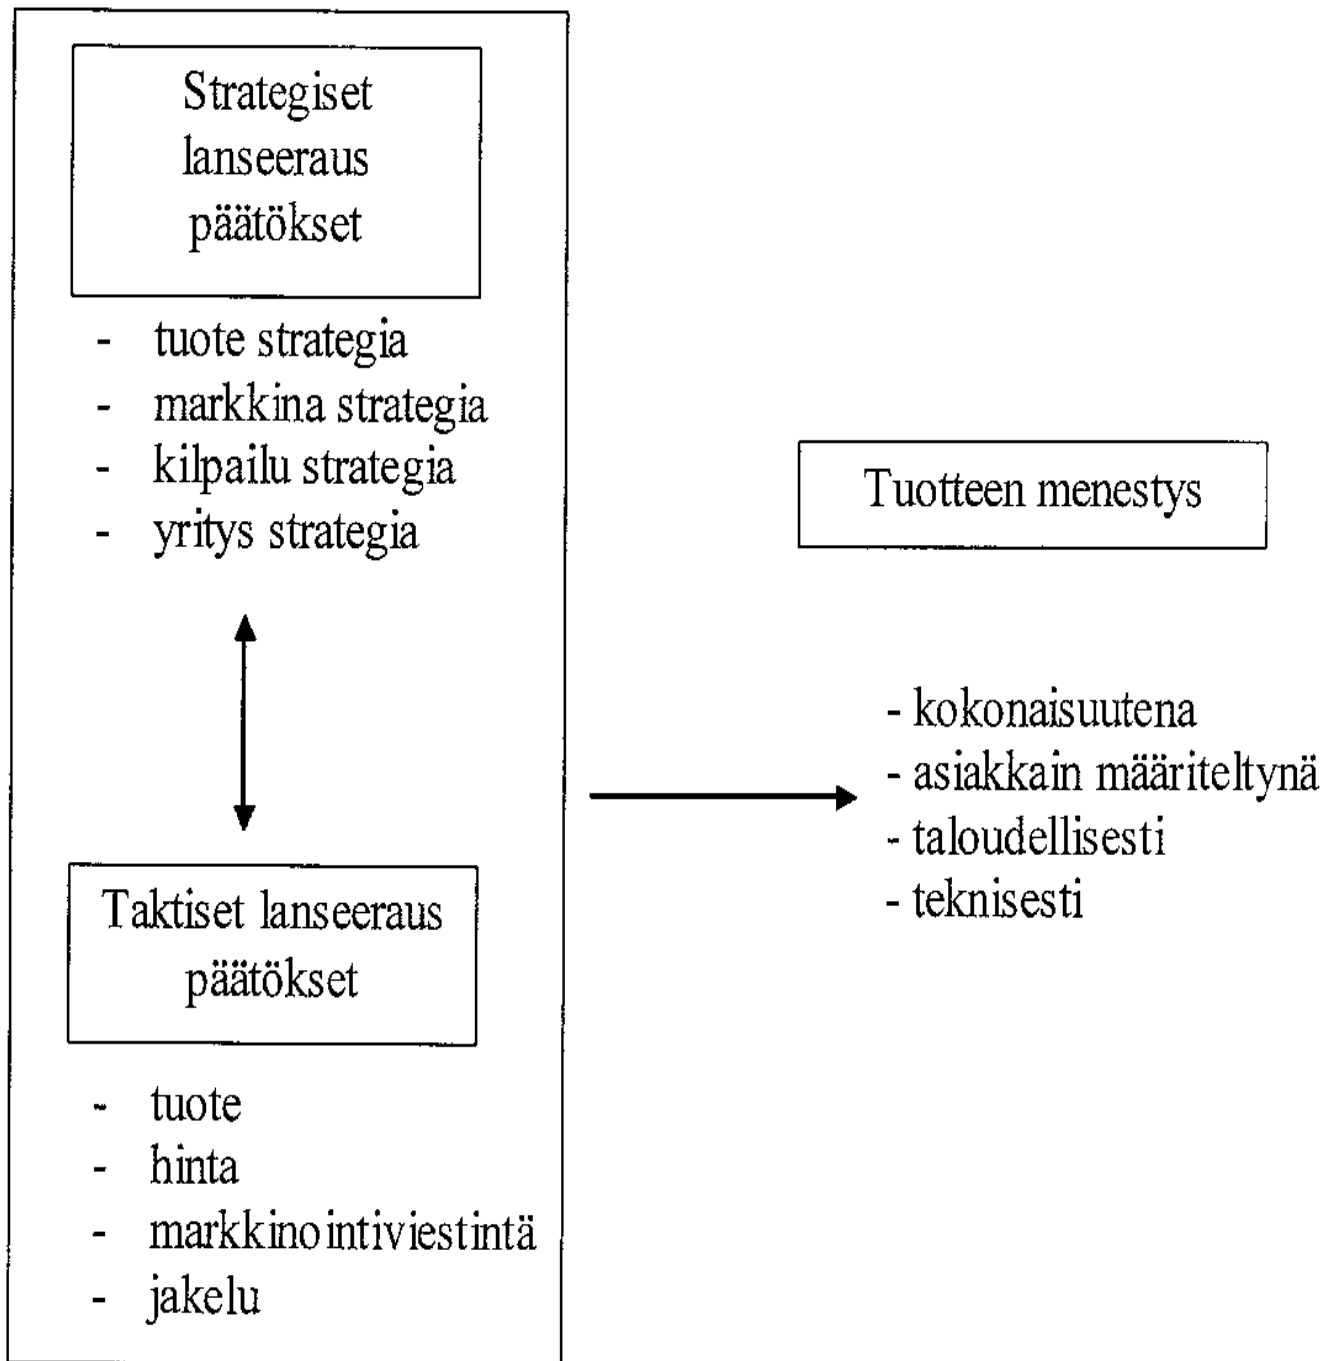 Strategiset
lanseeraus
päätökset
- tuote strategia
- markkina strategia
- kilpailu strategia
- yritys strategia
Taktiset lanseeraus
päätökset
- tuote
- hinta
- markkinointiviestintä
- jakelu
Tuotteen menestys
- kokonaisuutena
- asiakkain määriteltynä
- taloudellisesti
- teknisesti